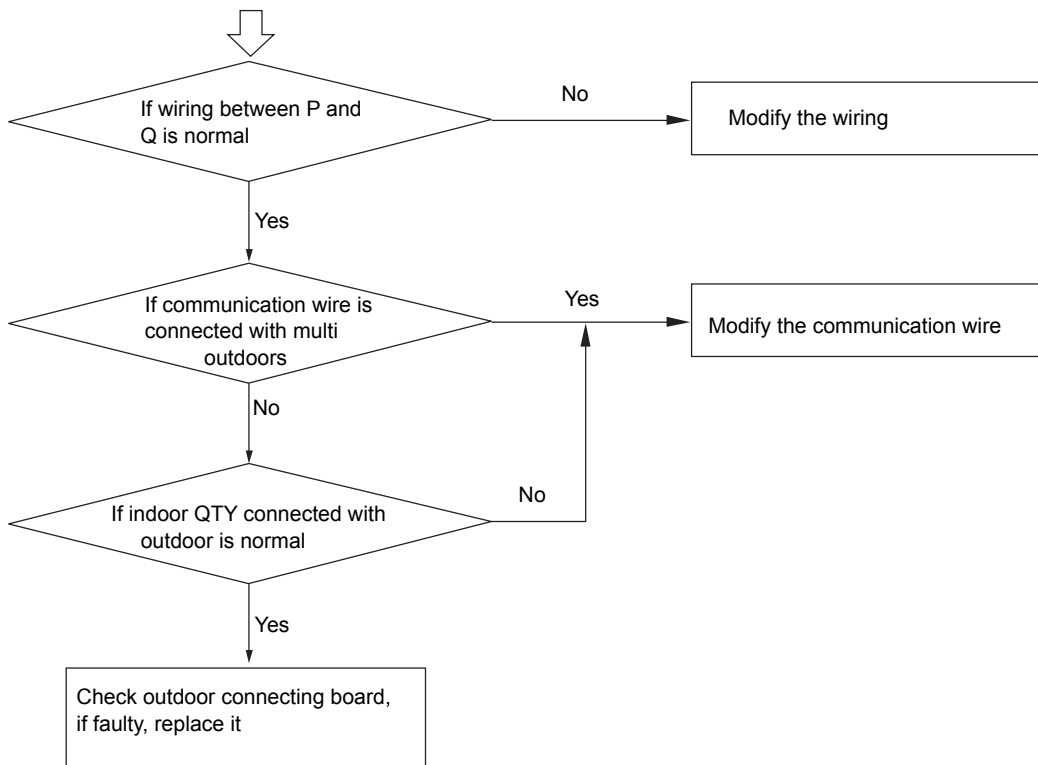 If wiring between P and
Q is normal
No
Modify the wiring
Yes
If communication wire is
connected with multi
outdoors
Yes
Modify the communication wire
No
If indoor QTY connected with
outdoor is normal
No
Yes
Check outdoor connecting board,
if faulty, replace it